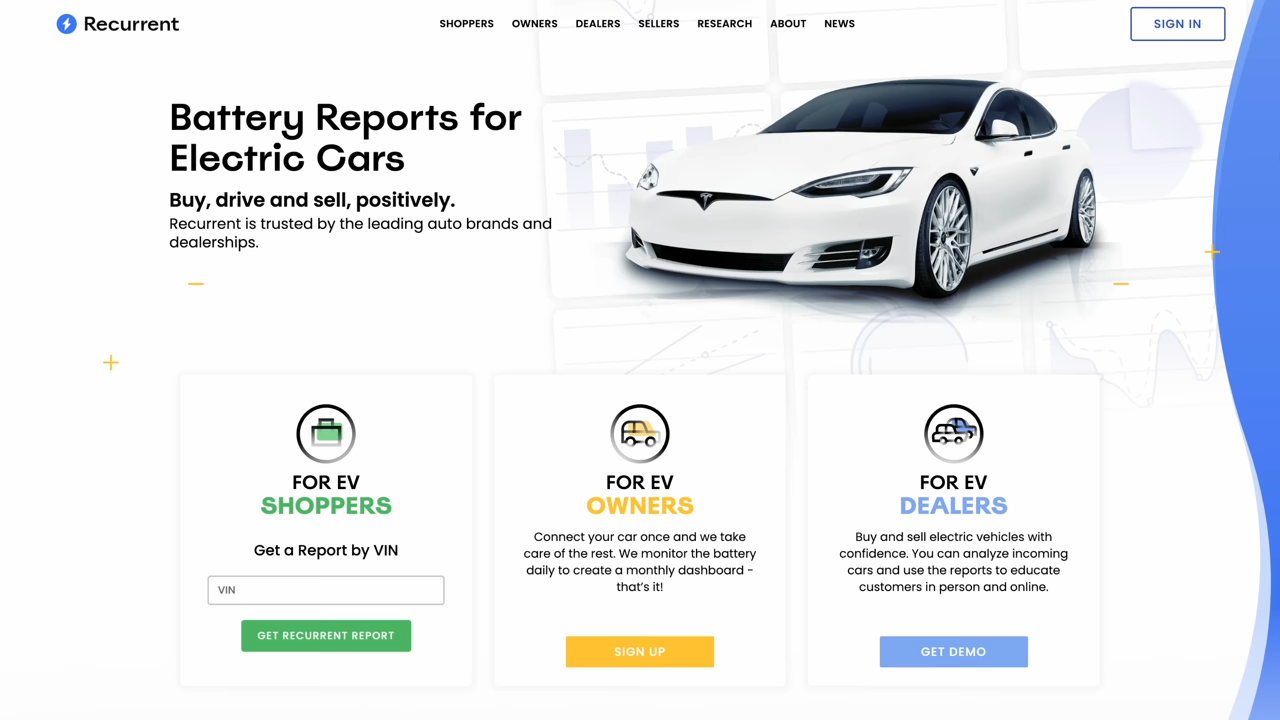 Recurrent
SHOPPERS OWNERS DEALERS SELLERS RESEARCH ABOUT NEWS
SIGN IN
Battery Reports for
Electric Cars
Buy, drive and sell, positively.
Recurrent is trusted by the leading auto brands and
dealerships.
FOR EV
SHOPPERS
Get a Report by VIN
VIN
GET RECURRENT REPORT
FOR EV
OWNERS
Connect your car once and we take
care of the rest. We monitor the battery
daily to create a monthly dashboard -
that's it!
SIGN UP
FOR EV
DEALERS
Buy and sell electric vehicles with
confidence. You can analyze incoming
cars and use the reports to educate
customers in person and online.
GET DEMO